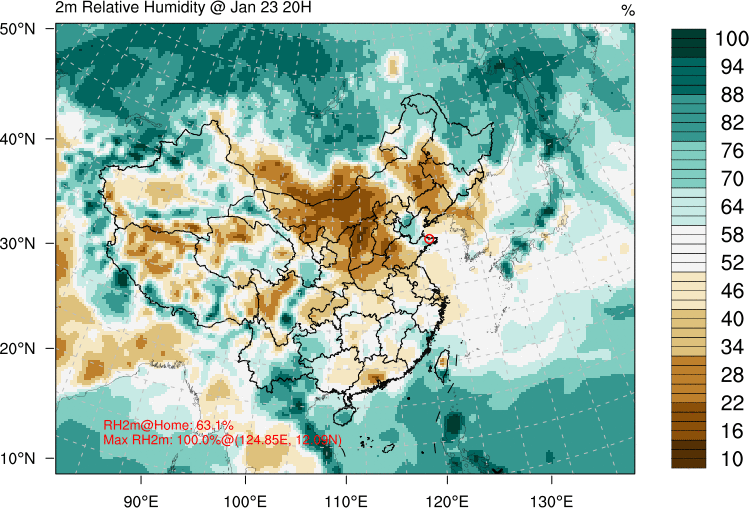 2m Relative Humidity @ Jan 23 20H
%
50°N
40°N
30°N
20°N
10°N
90°E
100°E
110°E
120°E
130°E
RH2m@Home: 63.1%
Max RH2m: 100.0%@(124.85E, N)
100
94
88
82
76
70
64
58
52
46
40
34
28
22
16
10